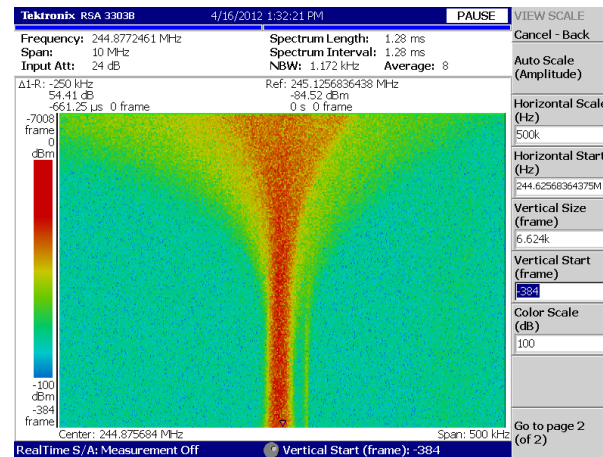 Tektronix RSA 3303B 4/16/2012 1:32:21 PM PAUSE
Frequency: 244.8772461 MHz Spectrum Length: 1.28 ms
Span: 10 MHz Spectrum Interval: 1.28 ms
Input Att: 24 dB NBW: 1.172 kHz Average: 8
Δ1-R: -250 kHz Ref: 245.1256836438 MHz
54.41 dB -84.52 dBm
-661.25 µs 0 frame 0 s 0 frame
-7008
frame
0
dBm
-100
dBm
-384
frame
Center: 244.875684 MHz Span: 500 kHz
RealTime S/A: Measurement Off Vertical Start (frame): -384
VIEW SCALE
Cancel - Back
Auto Scale
(Amplitude)
Horizontal Scale
(Hz)
500k
Horizontal Start
(Hz)
244.62568364375M
Vertical Size
(frame)
6.624k
Vertical Start
(frame)
-384
Color Scale
(dB)
100
Go to page 2
(of 2)